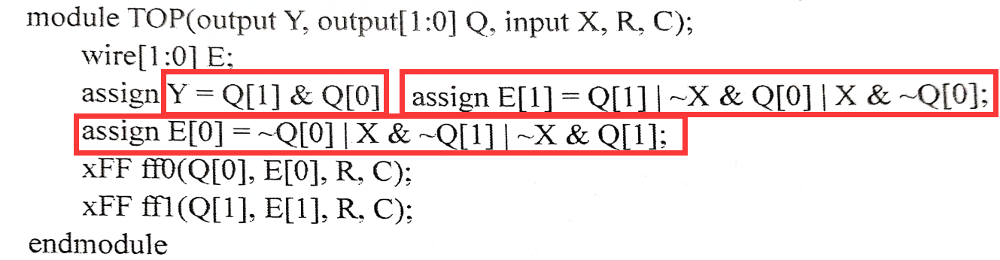 module TOP(output Y, output[1:0] Q, input X, R, C);
wire[1:0] E;
assign Y = Q[1] & Q[0] assign E[1] = Q[1] | ~X & Q[0] | X & ~Q[0];
assign E[0] = ~Q[0] | X & ~Q[1] | ~X & Q[1];
xFF ff0(Q[0], E[0], R, C);
xFF ff1(Q[1], E[1], R, C);
endmodule